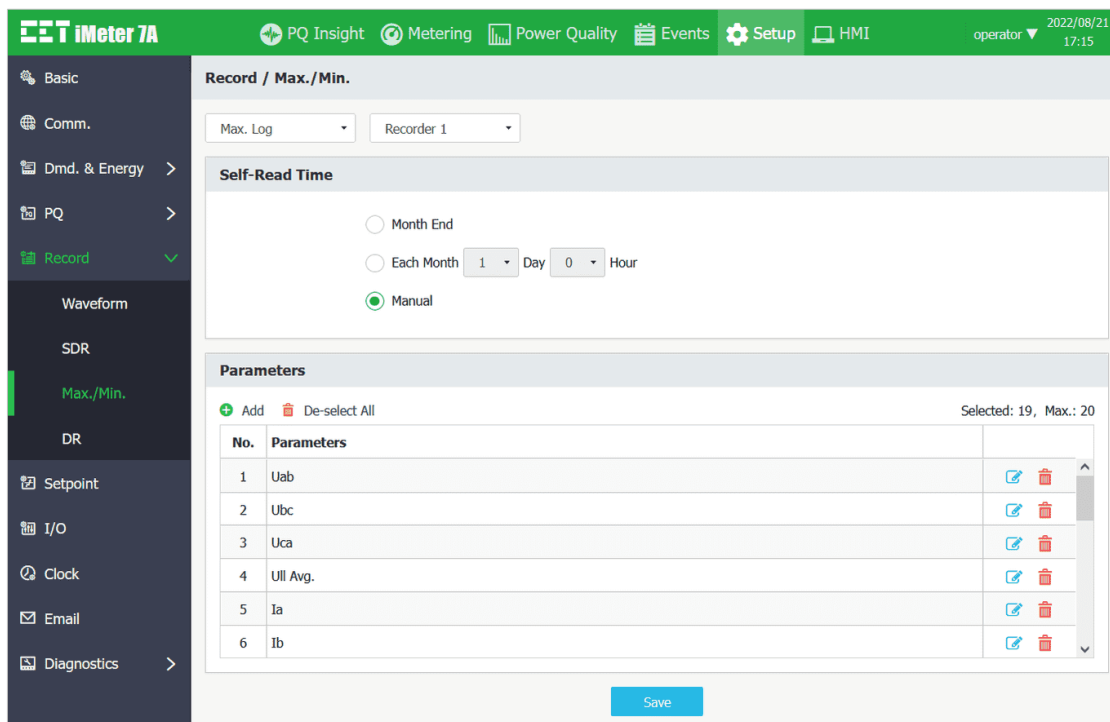 CET iMeter 7A
PQ Insight Metering Power Quality Events Setup HMI operator ▼ 2022/08/21
17:15
Basic
Comm.
Dmd. & Energy
PQ
Record
Waveform
SDR
Max./Min.
DR
Setpoint
I/O
Clock
Email
Diagnostics
Record / Max./Min.
Max. Log Recorder 1
Self-Read Time
Month End
Each Month 1 Day 0 Hour
Manual
Parameters
Add De-select All Selected: 19, Max.: 20
No. Parameters
1 Uab
2 Ubc
3 Uca
4 Ull Avg.
5 Ia
6 Ib
Save